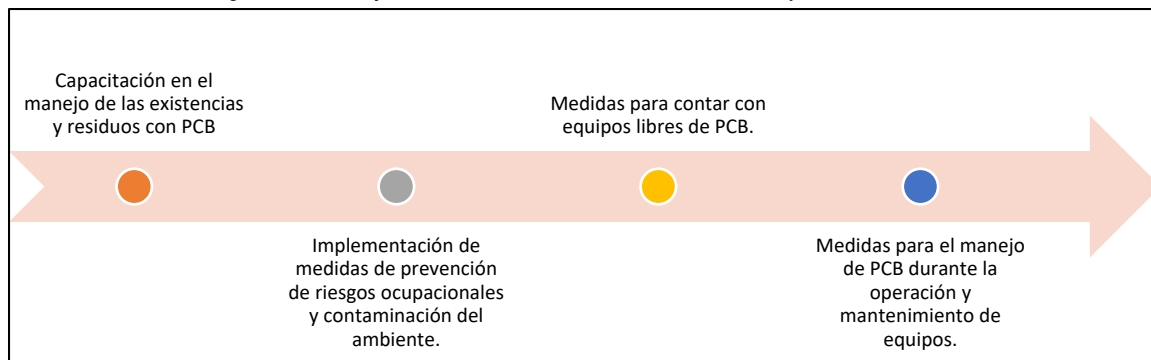 Capacitación en el
manejo de las existencias
y residuos con PCB
Implementación de
medidas de prevención
de riesgos ocupacionales
y contaminación del
ambiente.
Medidas para contar con
equipos libres de PCB.
Medidas para el manejo
de PCB durante la
operación y
mantenimiento de
equipos.